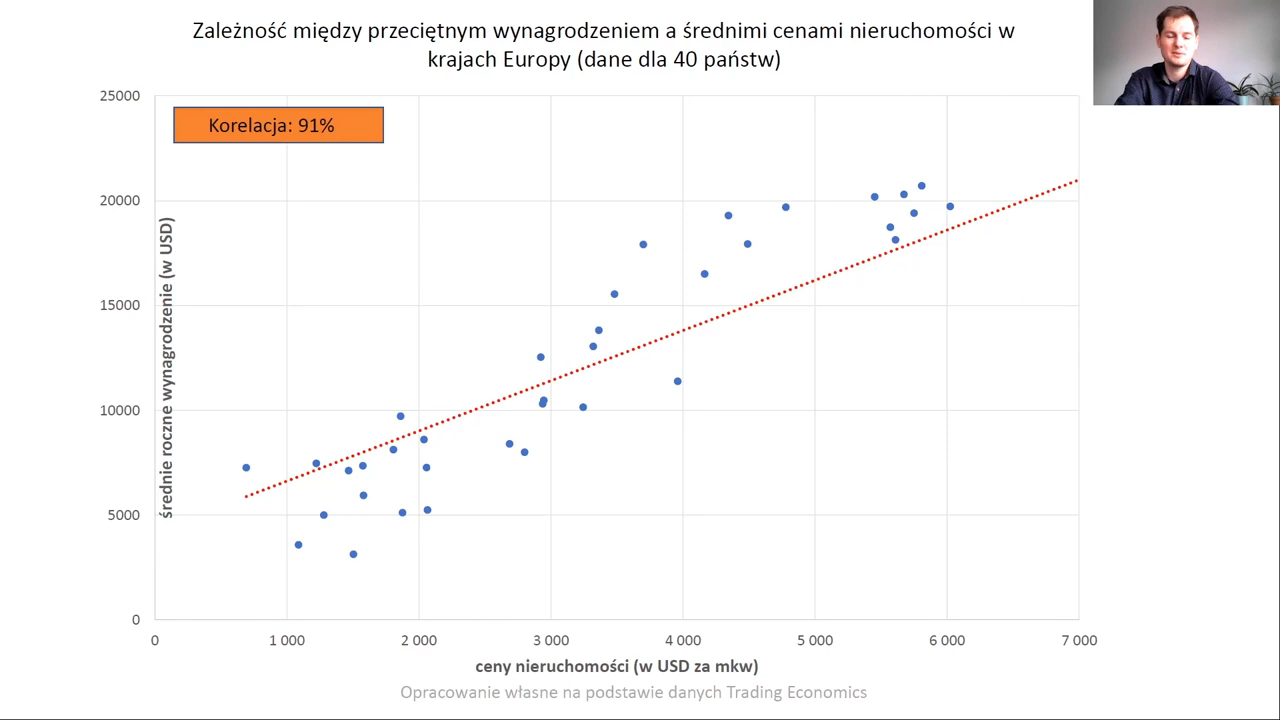 Zależność między przeciętnym wynagrodzeniem a średnimi cenami nieruchomości w
krajach Europy (dane dla 40 państw)
Korelacja: 91%
25000
20000
15000
10000
5000
0
średnie roczne wynagrodzenie (w USD)
0 1 000 2 000 3 000 4 000 5 000 6 000 7 000
ceny nieruchomości (w USD za mkw)
Opracowanie własne na podstawie danych Trading Economics